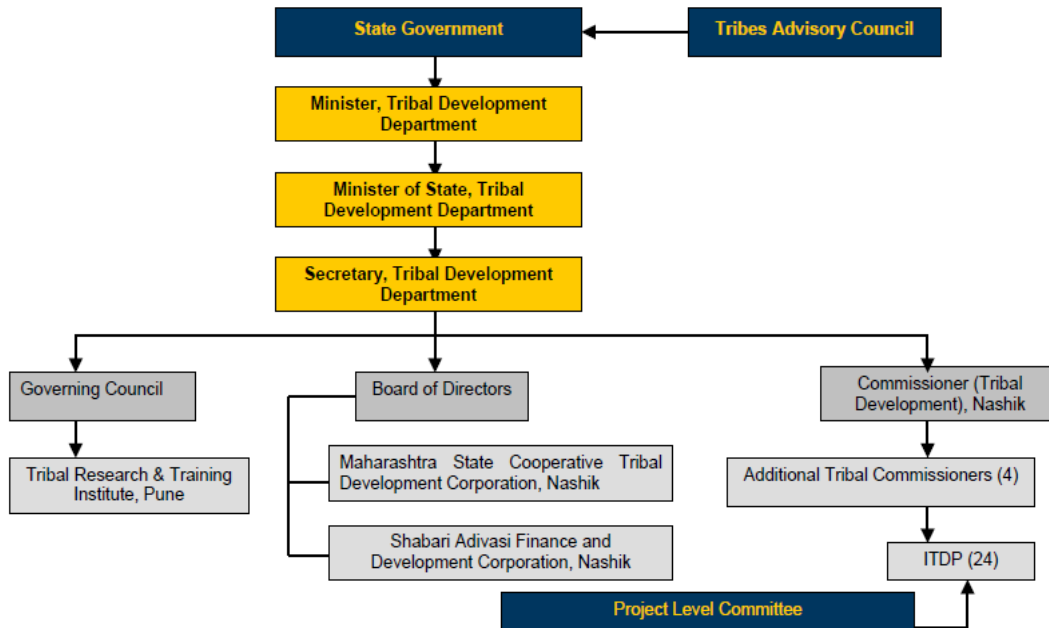 State Government
Tribes Advisory Council
Minister, Tribal Development
Department
Minister of State, Tribal
Development Department
Secretary, Tribal Development
Department
Governing Council
Board of Directors
Commissioner (Tribal
Development), Nashik
Tribal Research & Training
Institute, Pune
Maharashtra State Cooperative Tribal
Development Corporation, Nashik
Additional Tribal Commissioners (4)
Shabari Adivasi Finance and
Development Corporation, Nashik
ITDP (24)
Project Level Committee